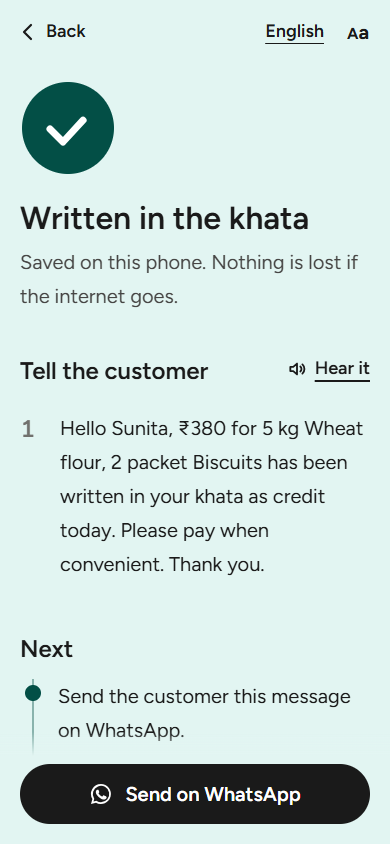 Back
English
Aa
Written in the khata
Saved on this phone. Nothing is lost if
the internet goes.
Tell the customer
Hear it
1
Hello Sunita, ₹380 for 5 kg Wheat
flour, 2 packet Biscuits has been
written in your khata as credit
today. Please pay when
convenient. Thank you.
Next
Send the customer this message
on WhatsApp.
Send on WhatsApp